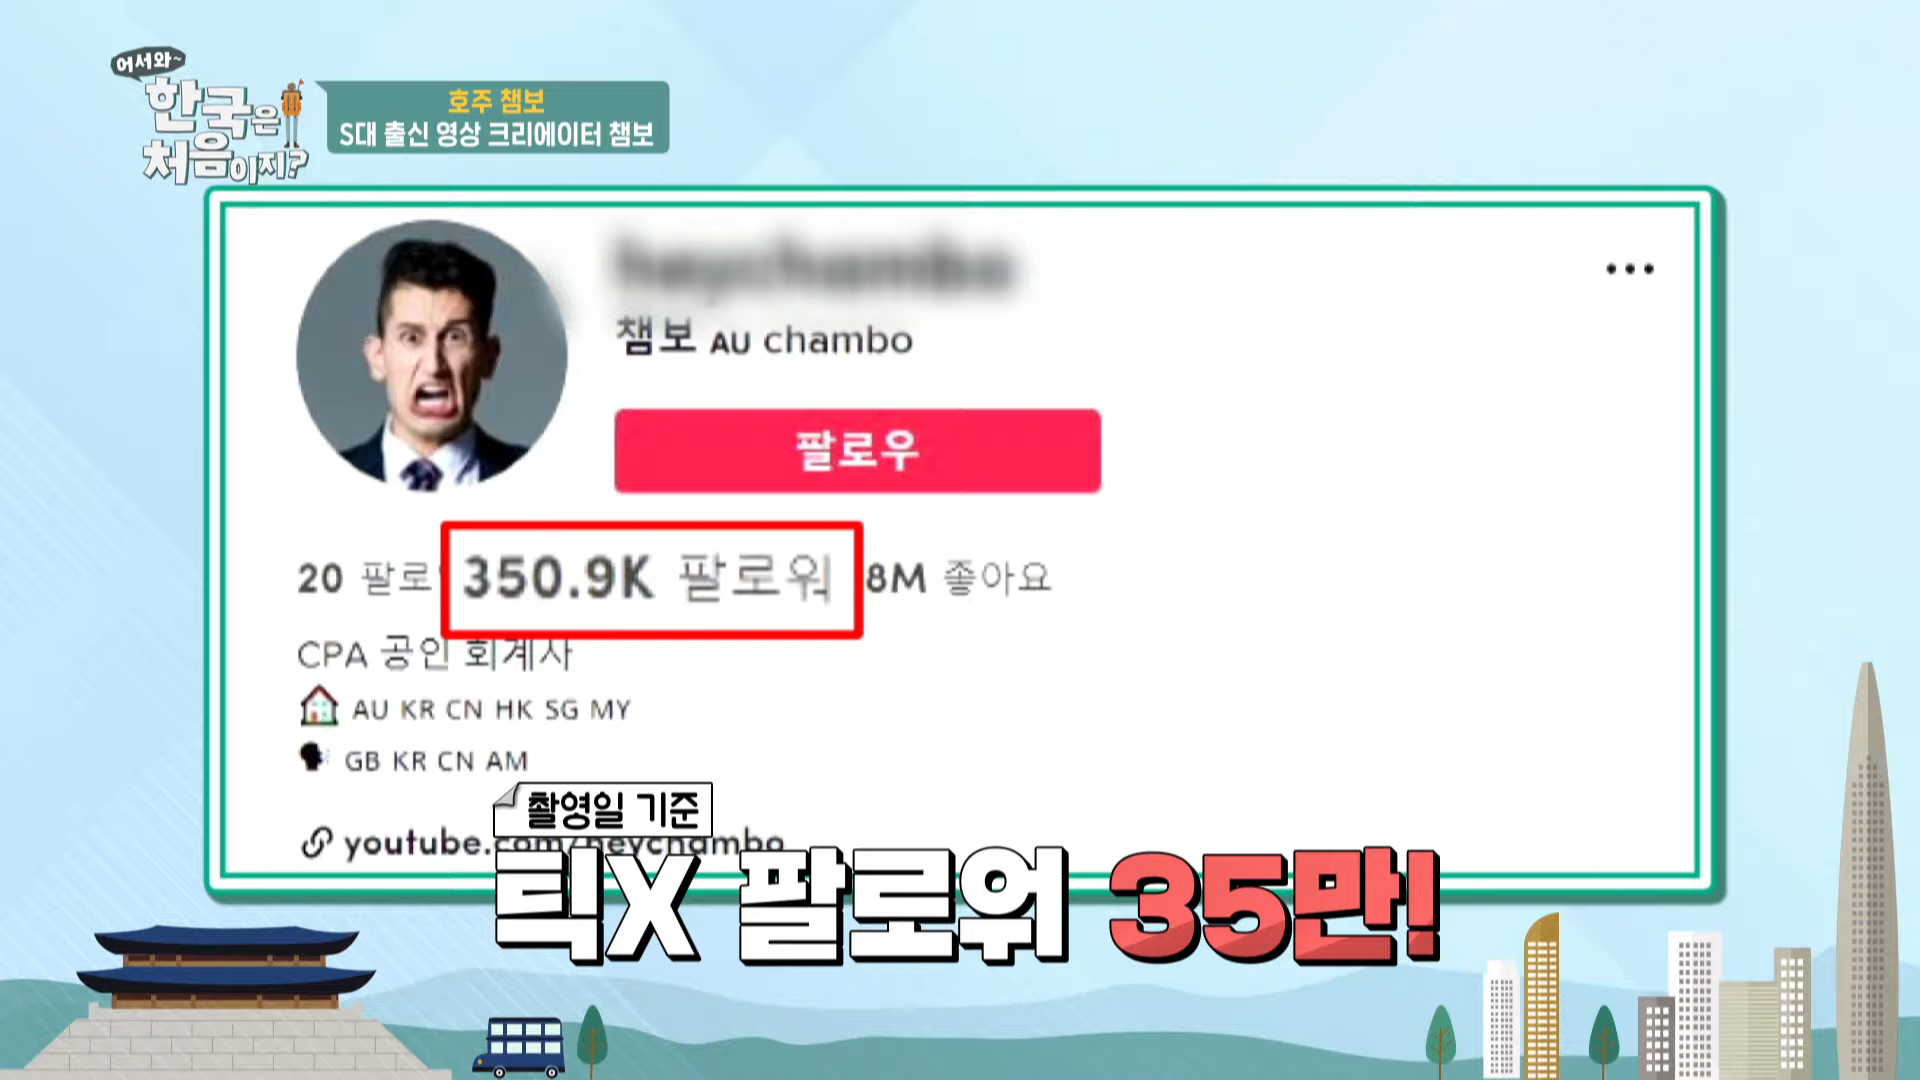 어서와~
한국은
처음이지?
호주 챔보
S대 출신 영상 크리에이터 챔보
챔보 AU chambo
팔로우
20 팔로 350.9K 팔로워 8M 좋아요
CPA 공인 회계사
AU KR CN HK SG MY
GB KR CN AM
촬영일 기준
youtube.com/heychambo
틱X 팔로워 35만!